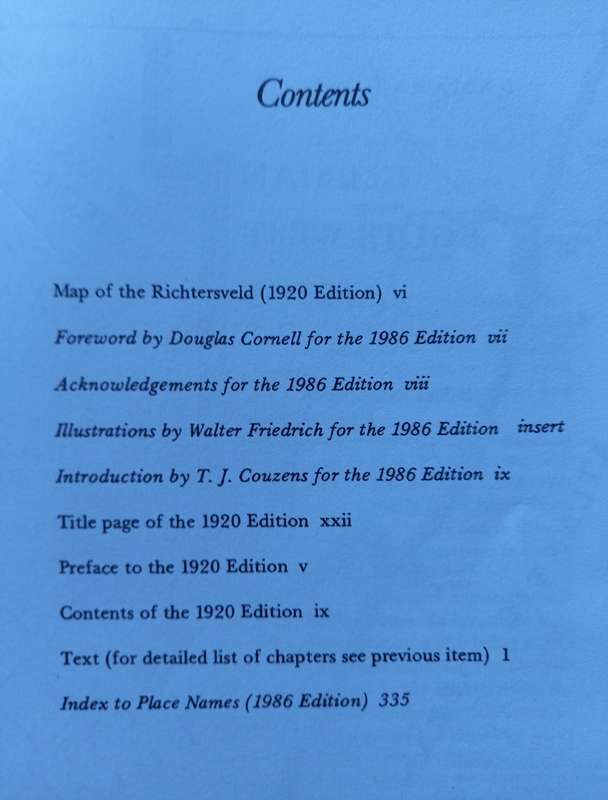 Contents
Map of the Richtersveld (1920 Edition) vi
Foreword by Douglas Cornell for the 1986 Edition vii
Acknowledgements for the 1986 Edition viii
Illustrations by Walter Friedrich for the 1986 Edition insert
Introduction by T. J. Couzens for the 1986 Edition ix
Title page of the 1920 Edition xxii
Preface to the 1920 Edition v
Contents of the 1920 Edition ix
Text (for detailed list of chapters see previous item) 1
Index to Place Names (1986 Edition) 335